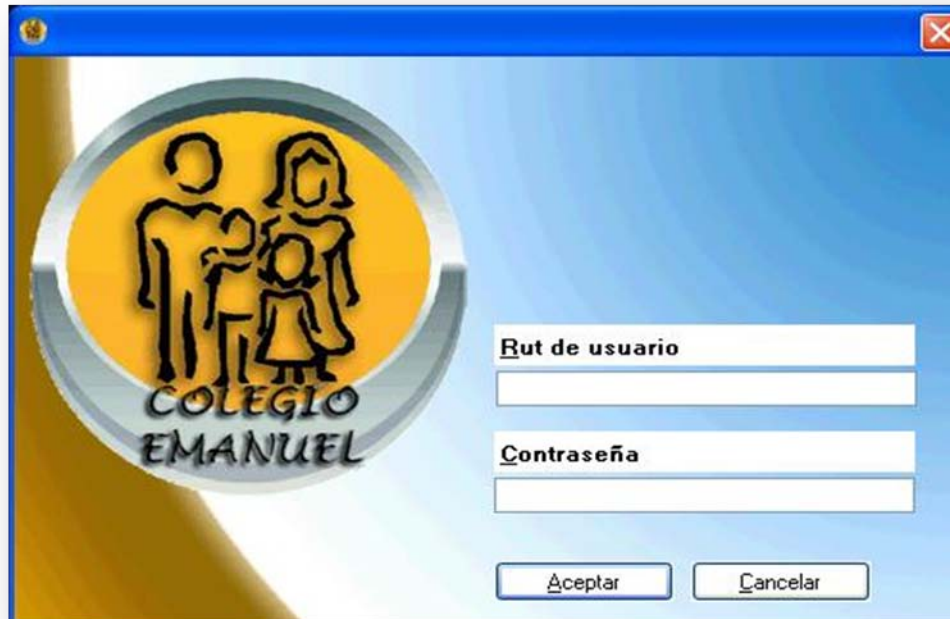 COLEGIO
EMANUEL
Rut de usuario
Contraseña
Aceptar
Cancelar